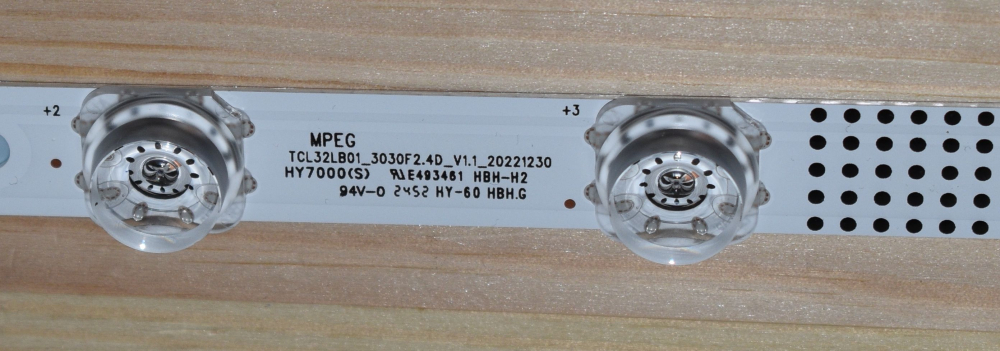 +2
+3
MPEG
TCL32LB01_3030F2.4D_V1.1_20221230
HY7000(S) E493461 HBH-H2
94V-0 2452 HY-60 HBH.G